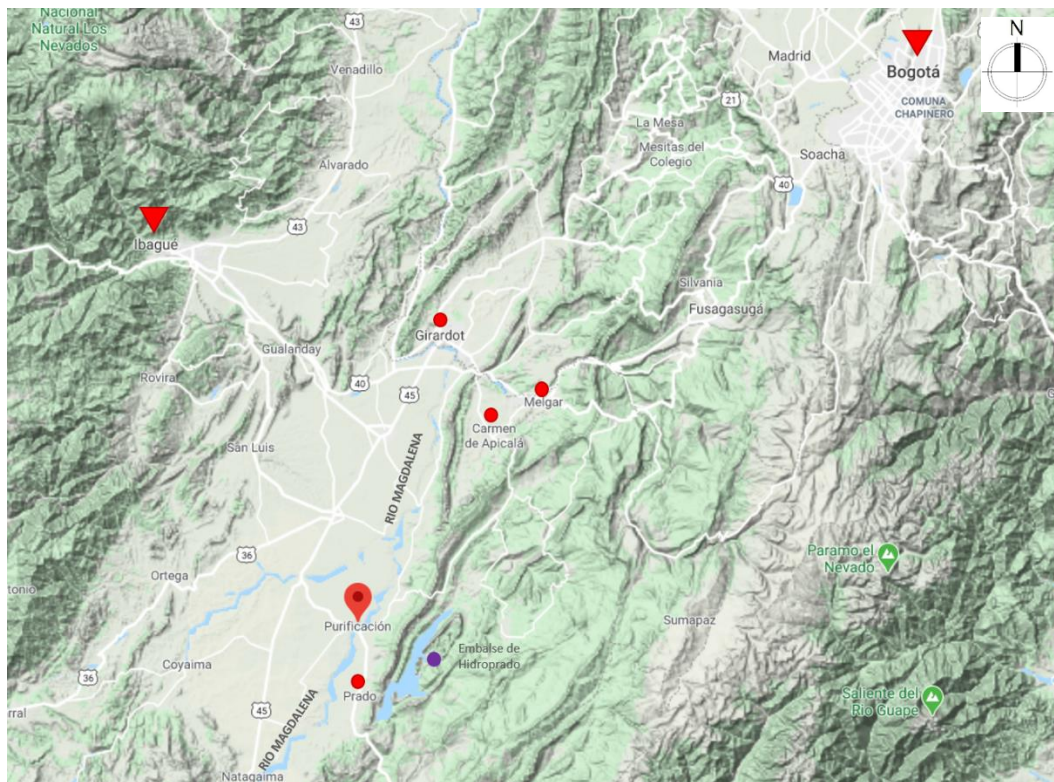 Nacional
Natural Los
Nevados
43
43
Venadillo
Madrid
N
Bogotá
COMUNA
CHAPINERO
21
La Mesa
Mesitas del
Colegio
Soacha
Alvarado
40
43
Ibagué
Silvania
Fusagasugá
Girardot
Gualanday
Rovira
40
45
Melgar
Carmen
de Apicalá
San Luis
RIO MAGDALENA
36
Paramo el
Nevado
Ortega
Purificación
Sumapaz
Embalse de
Hidroprado
Coyaima
36
Prado
Saliente del
Rio Guape
45
RIO MAGDALENA
Natagaima